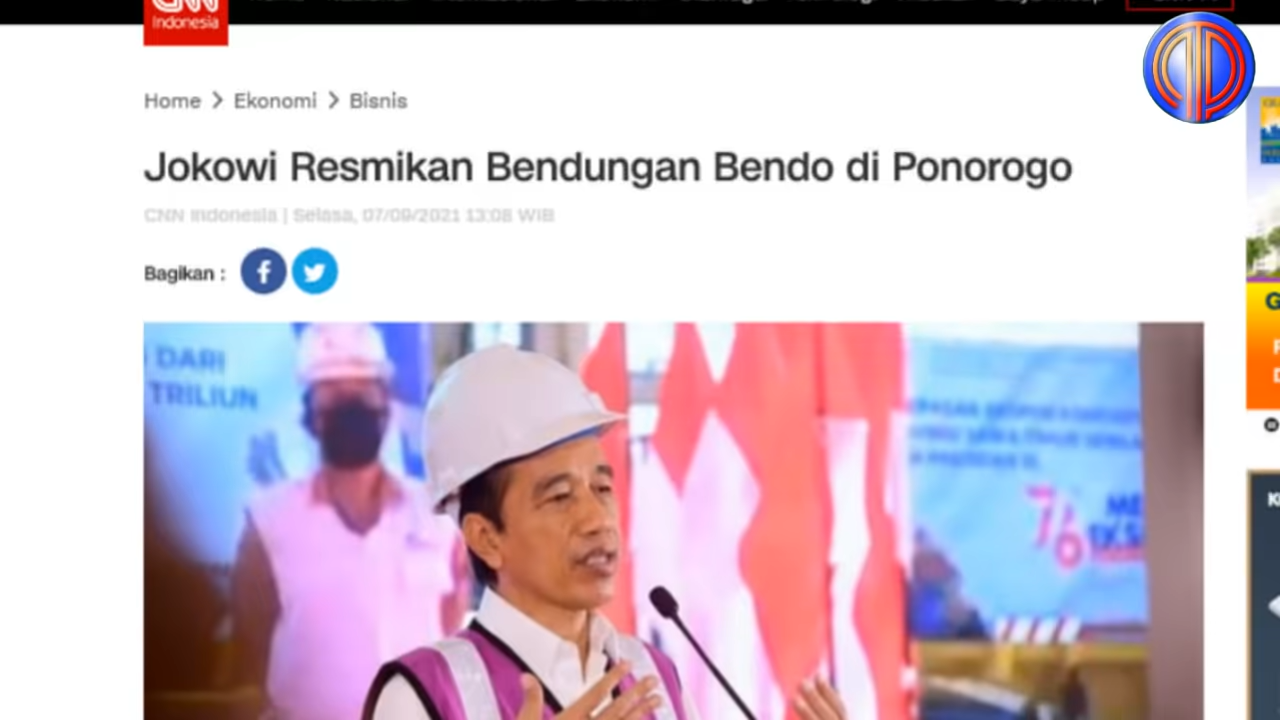 CNN
Indonesia
Home > Ekonomi > Bisnis
Jokowi Resmikan Bendungan Bendo di Ponorogo
CNN Indonesia | Selasa, 07/09/2021 13:08 WIB
Bagikan :
DARI
TRILIUN
76